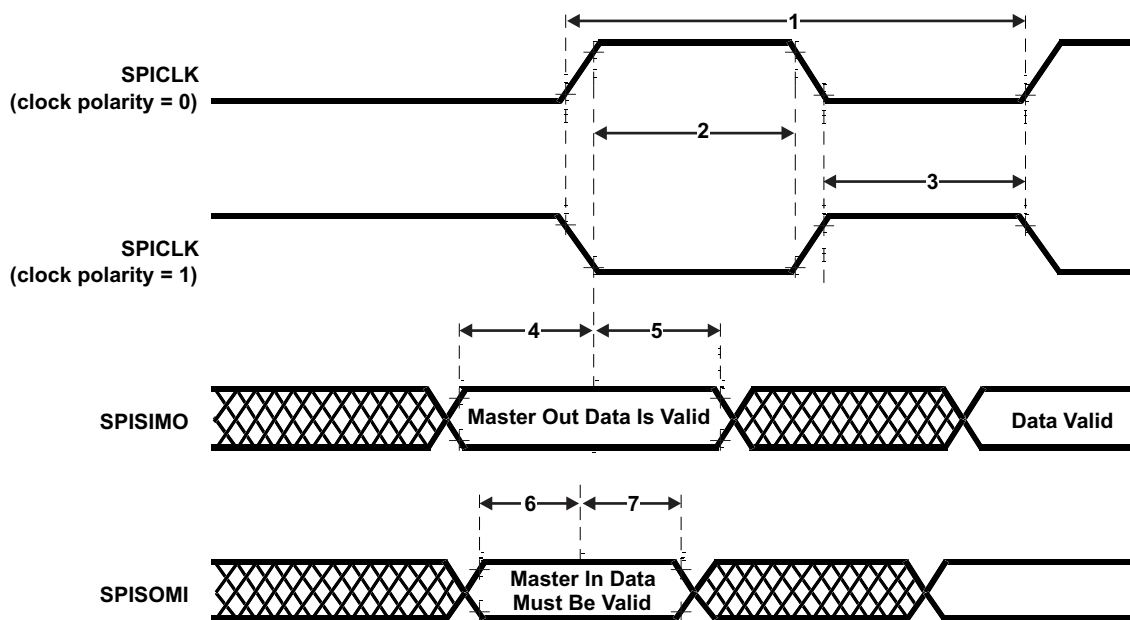 1
SPICLK
(clock polarity = 0)
2
3
SPICLK
(clock polarity = 1)
4
5
SPISIMO
Master Out Data Is Valid
Data Valid
6
7
SPISOMI
Master In Data
Must Be Valid